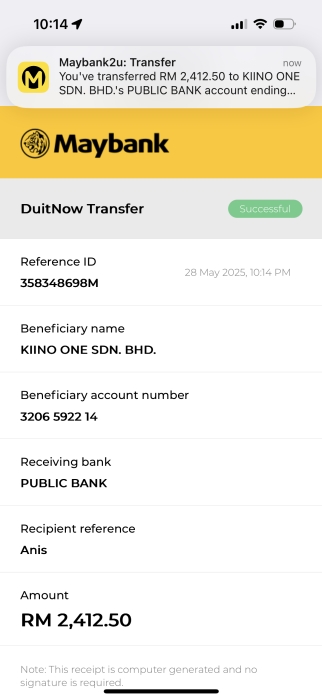 10:14
Maybank2u: Transfer
now
You've transferred RM 2,412.50 to KIINO ONE
SDN. BHD.'s PUBLIC BANK account ending...
Maybank
DuitNow Transfer
Successful
Reference ID
28 May 2025, 10:14 PM
358348698M
Beneficiary name
KIINO ONE SDN. BHD.
Beneficiary account number
3206 5922 14
Receiving bank
PUBLIC BANK
Recipient reference
Anis
Amount
RM 2,412.50
Note: This receipt is computer generated and no
signature is required.